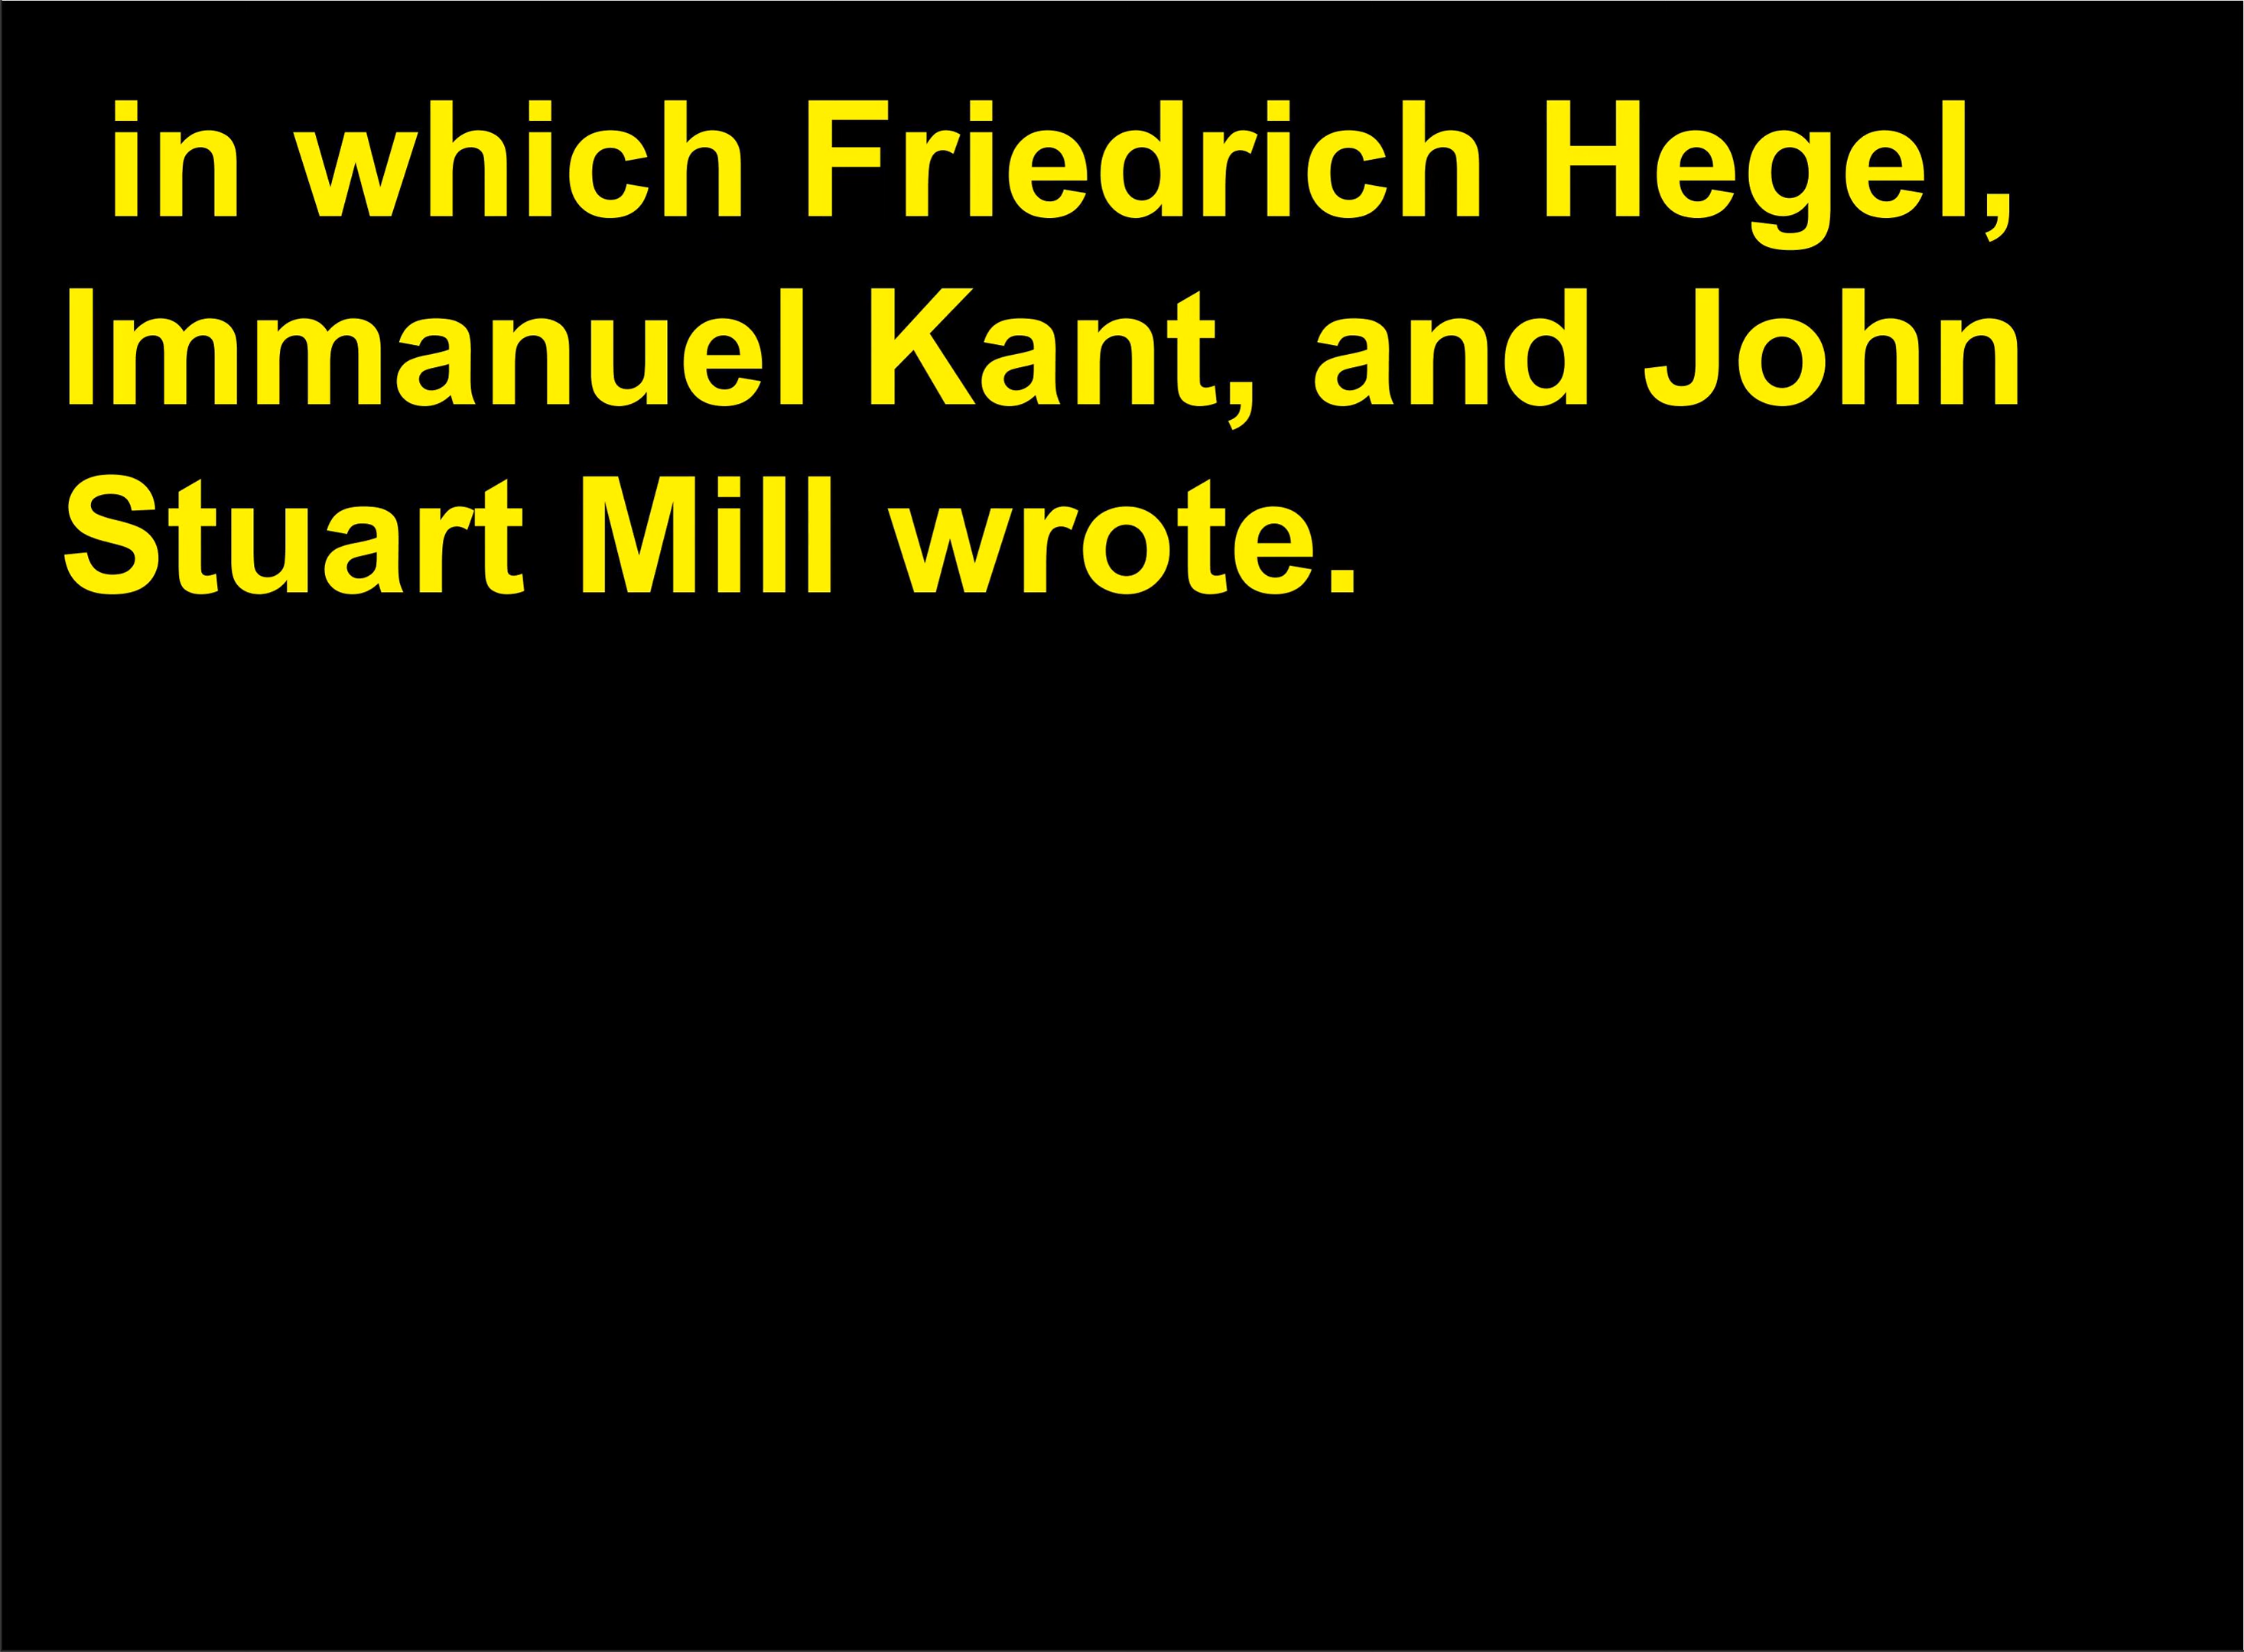 in which Friedrich Hegel,
Immanuel Kant, and John
Stuart Mill wrote.